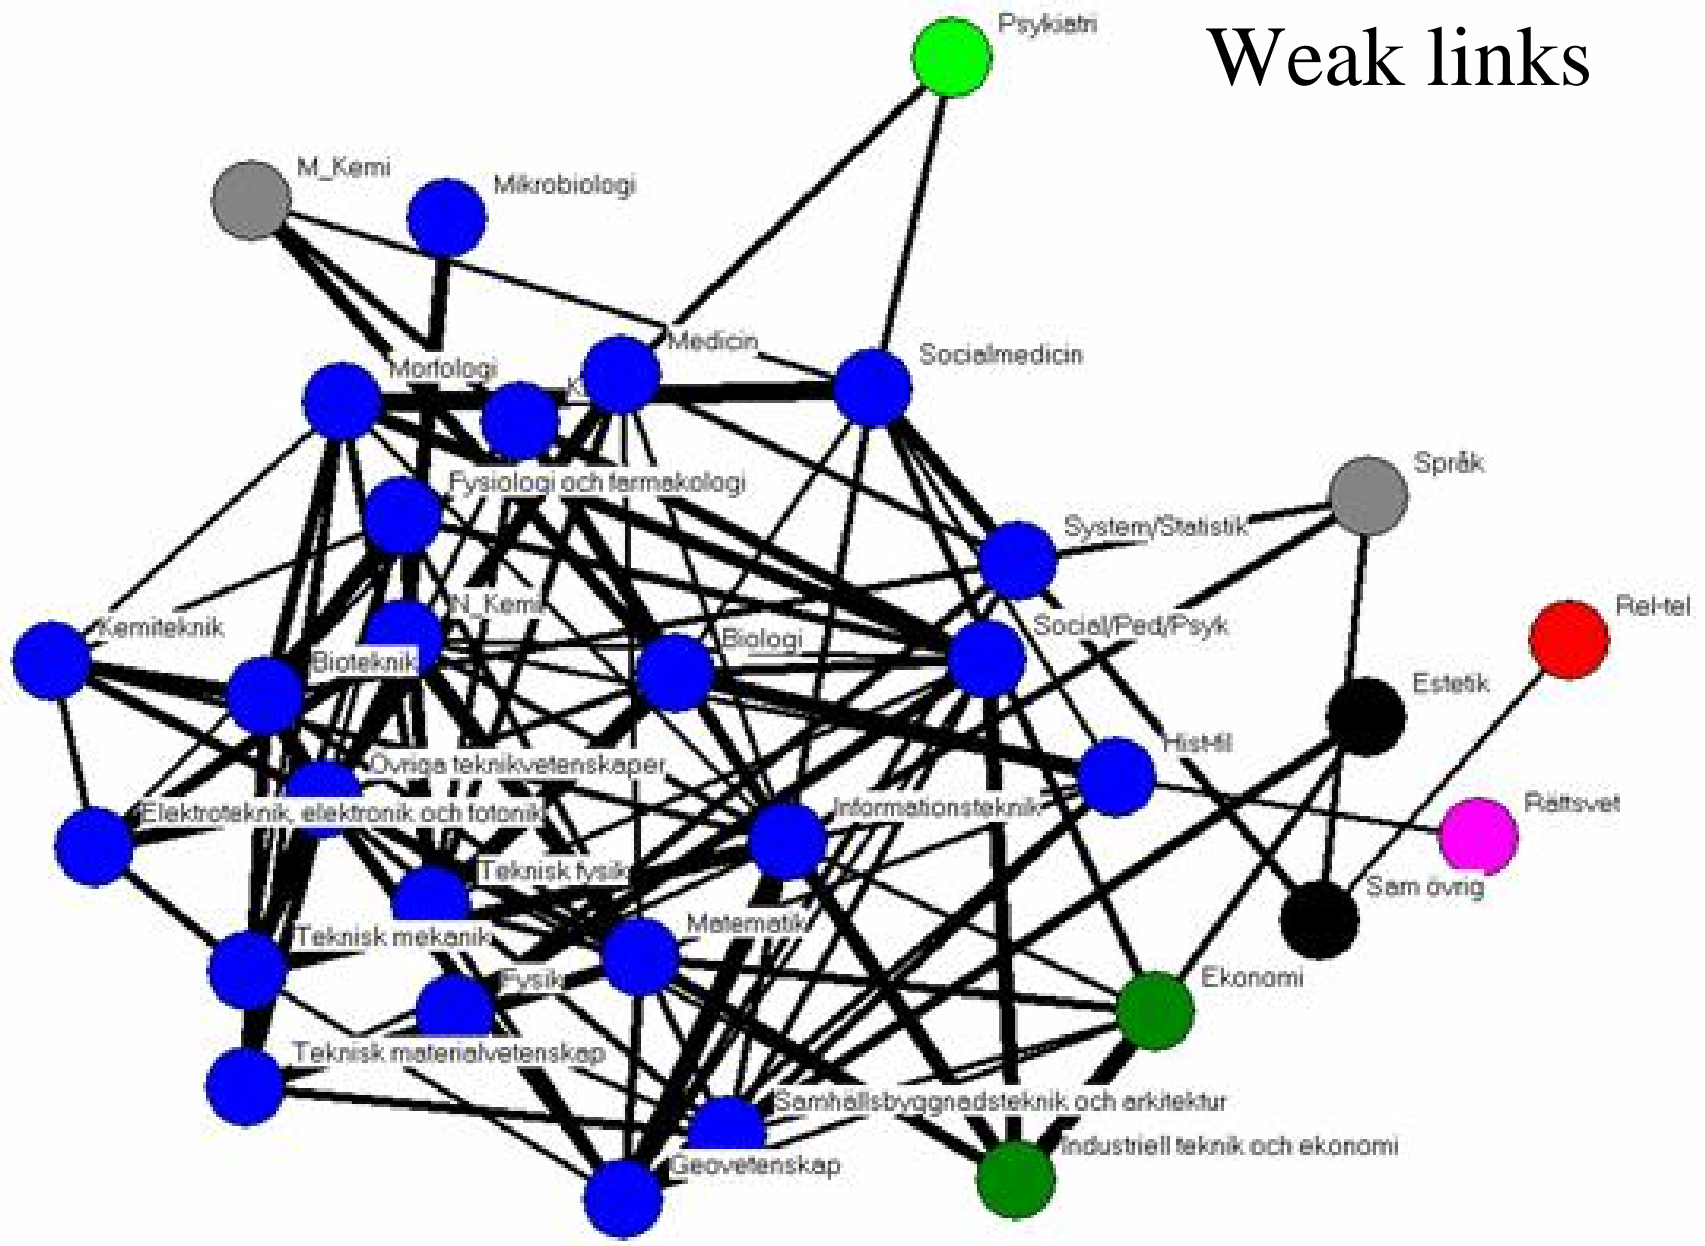 Psykiatri
Weak links
M_Kemi
Mikrobiologi
Medicin
Socialmedicin
Morfologi
K
Språk
Fysiologi och farmakologi
System/Statistik
N_Kemi
Rel-tel
Kemiteknik
Biologi
Social/Ped/Psyk
Bioteknik
Estetik
Hist-fil
Övriga teknikvetenskaper
Elektroteknik, elektronik och fotonik
Informationsteknik
Rättsvet
Teknisk fysik
Sam övrig
Matematik
Teknisk mekanik
Fysik
Ekonomi
Teknisk materialvetenskap
Samhällsbyggnadsteknik och arkitektur
Industriell teknik och ekonomi
Geovetenskap